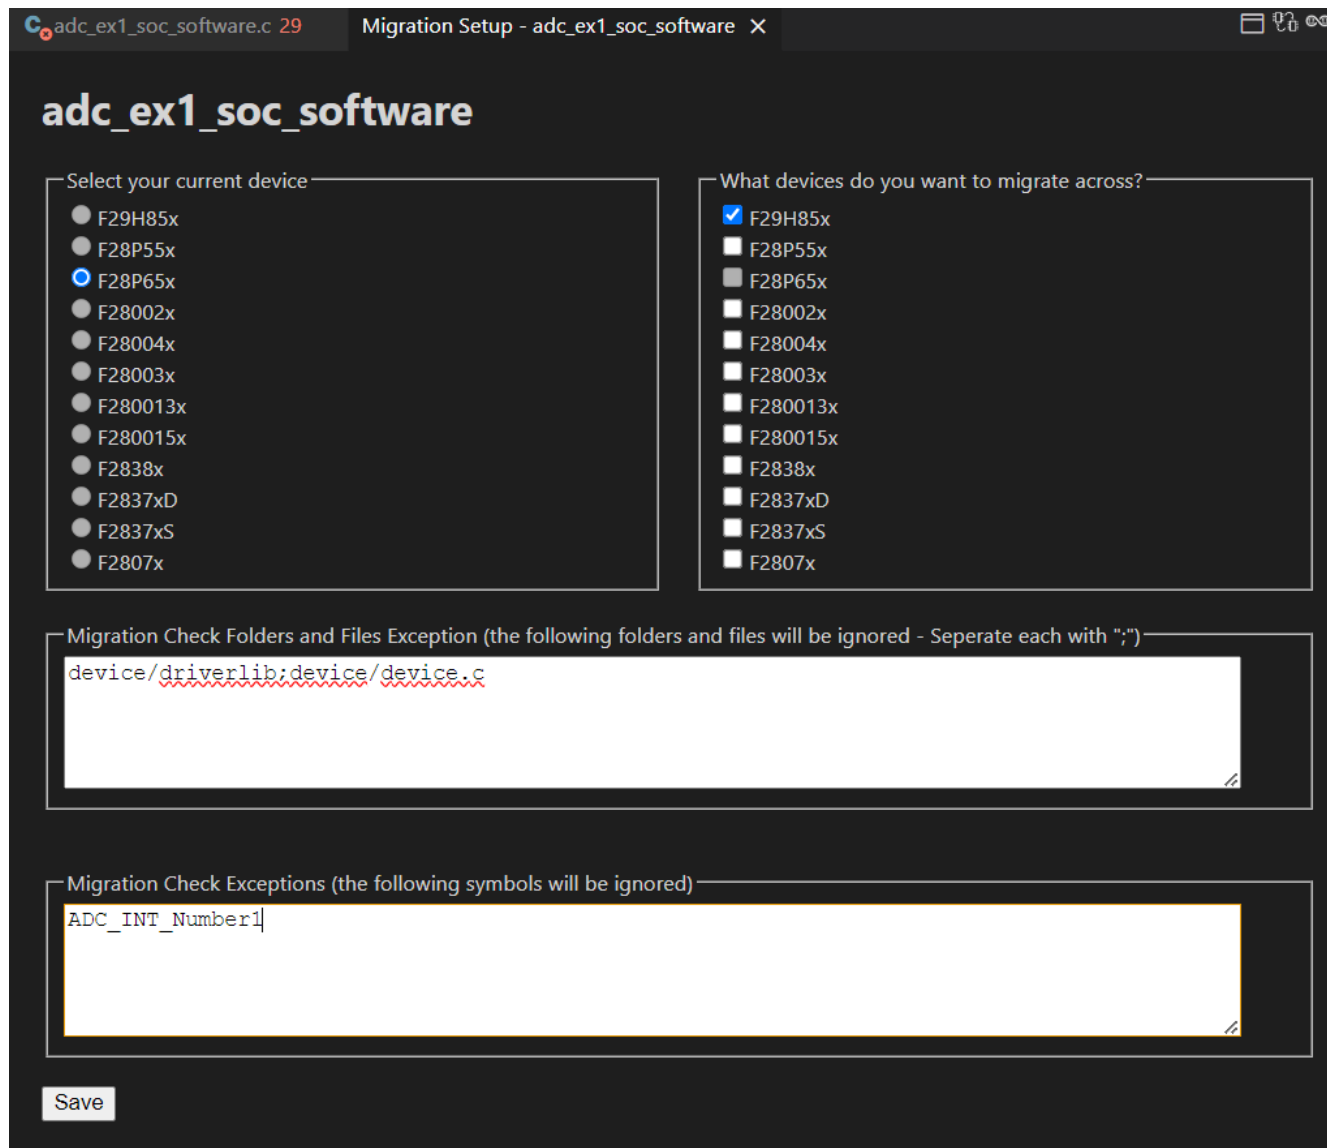 adc_ex1_soc_software.c 29 Migration Setup - adc_ex1_soc_software
adc_ex1_soc_software
Select your current device
F29H85x
F28P55x
F28P65x
F28002x
F28004x
F28003x
F280013x
F280015x
F2838x
F2837xD
F2837xS
F2807x
What devices do you want to migrate across?
F29H85x
F28P55x
F28P65x
F28002x
F28004x
F28003x
F280013x
F280015x
F2838x
F2837xD
F2837xS
F2807x
Migration Check Folders and Files Exception (the following folders and files will be ignored - Seperate each with ";")
device/driverlib;device/device.c
Migration Check Exceptions (the following symbols will be ignored)
ADC_INT_Number1
Save